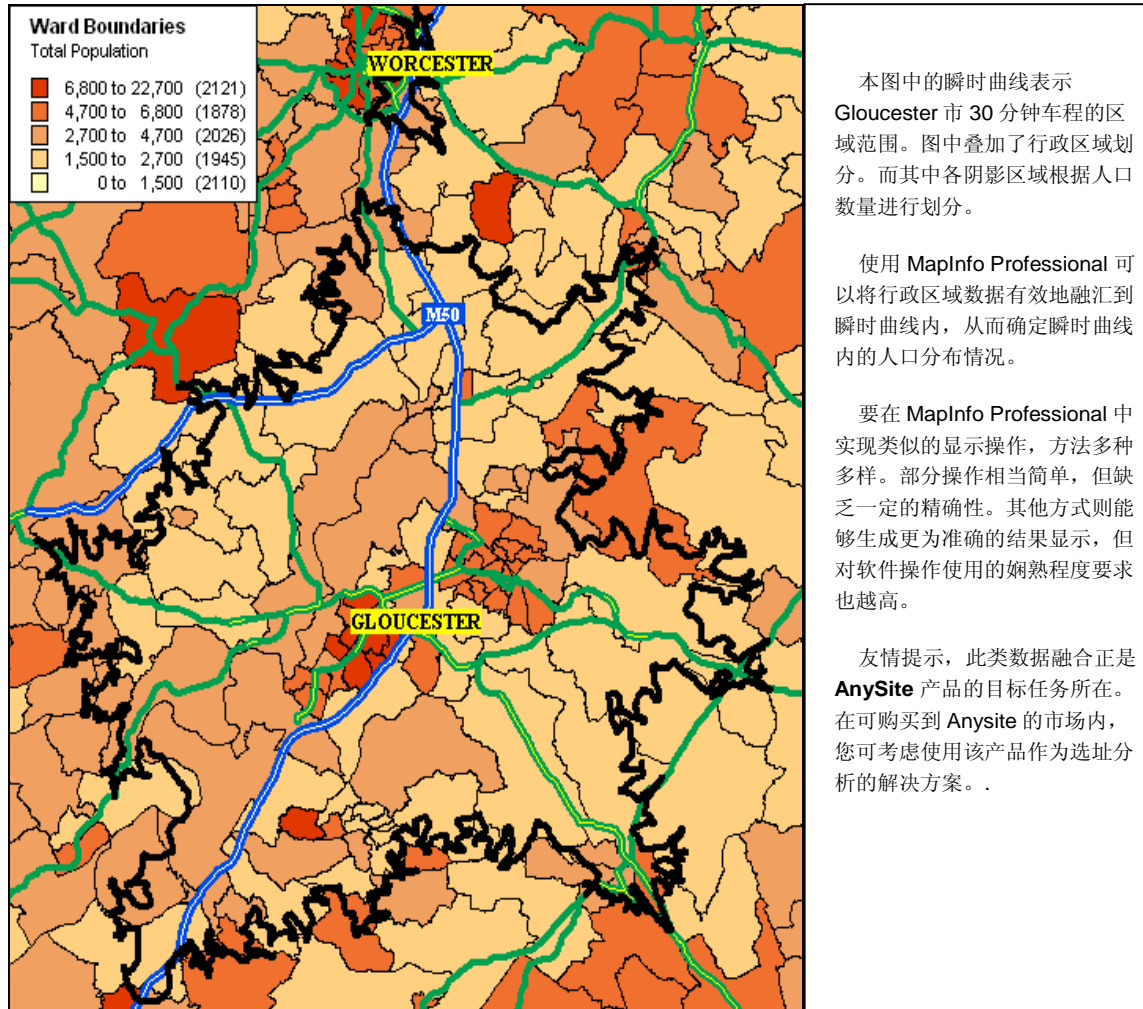 Ward Boundaries
Total Population
6,800 to 22,700 (2121)
4,700 to 6,800 (1878)
2,700 to 4,700 (2026)
1,500 to 2,700 (1945)
0 to 1,500 (2110)
WORCESTER
M50
GLOUCESTER
本图中的瞬时曲线表示
Gloucester 市 30 分钟车程的区
域范围。图中叠加了行政区域划
分。而其中各阴影区域根据人口
数量进行划分。
使用 MapInfo Professional 可
以将行政区域数据有效地融汇到
瞬时曲线内，从而确定瞬时曲线
内的人口分布情况。
要在 MapInfo Professional 中
实现类似的显示操作，方法多种
多样。部分操作相当简单，但缺
乏一定的精确性。其他方式则能
够生成更为准确的结果显示，但
对软件操作使用的娴熟程度要求
也越高。
友情提示，此类数据融合正是
AnySite 产品的目标任务所在。
在可购买到 Anysite 的市场内，
您可考虑使用该产品作为选址分
析的解决方案。.